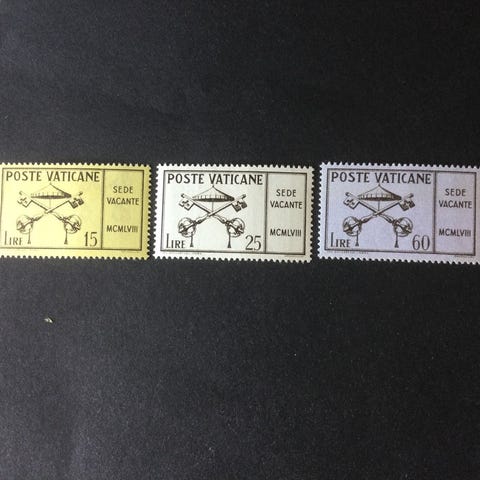 POSTE VATICANE
SEDE
VACANTE
MCMLVIII
LIRE 15
POSTE VATICANE
SEDE
VACANTE
MCMLVIII
LIRE 25
POSTE VATICANE
SEDE
VACANTE
MCMLVIII
LIRE 60